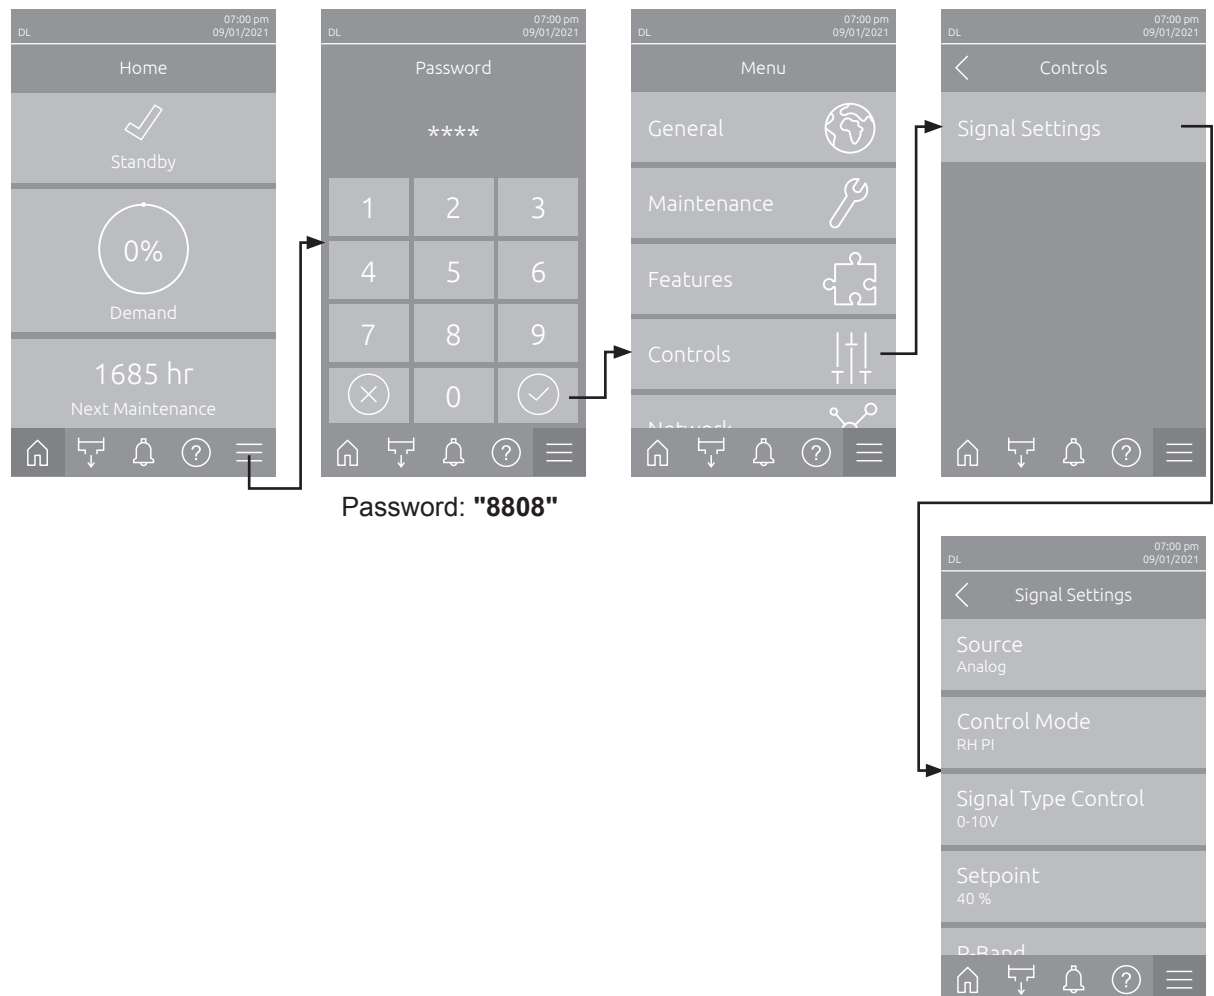 07:00 pm
DL 09/01/2021
Home
Standby
0%
Demand
1685 hr
Next Maintenance
07:00 pm
DL 09/01/2021
Password
****
1 2 3
4 5 6
7 8 9
0
?
Password: "8808"
07:00 pm
DL 09/01/2021
Menu
General
Maintenance
Features
Controls
Network
?
07:00 pm
DL 09/01/2021
Controls
Signal Settings
?
07:00 pm
DL 09/01/2021
Signal Settings
Source
Analog
Control Mode
RH PI
Signal Type Control
0-10V
Setpoint
40 %
P-Band
?